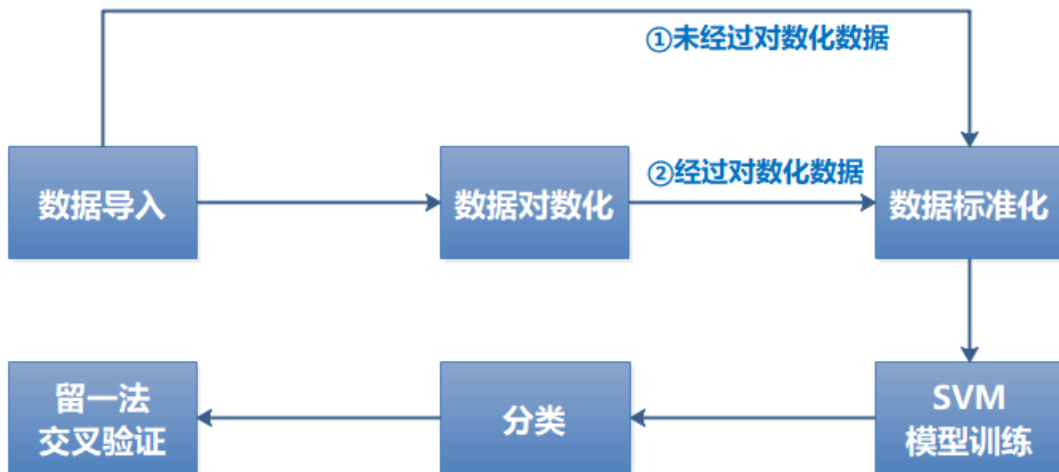 ①未经过对数化数据
数据导入
数据对数化
②经过对数化数据
数据标准化
留一法
交叉验证
分类
SVM
模型训练